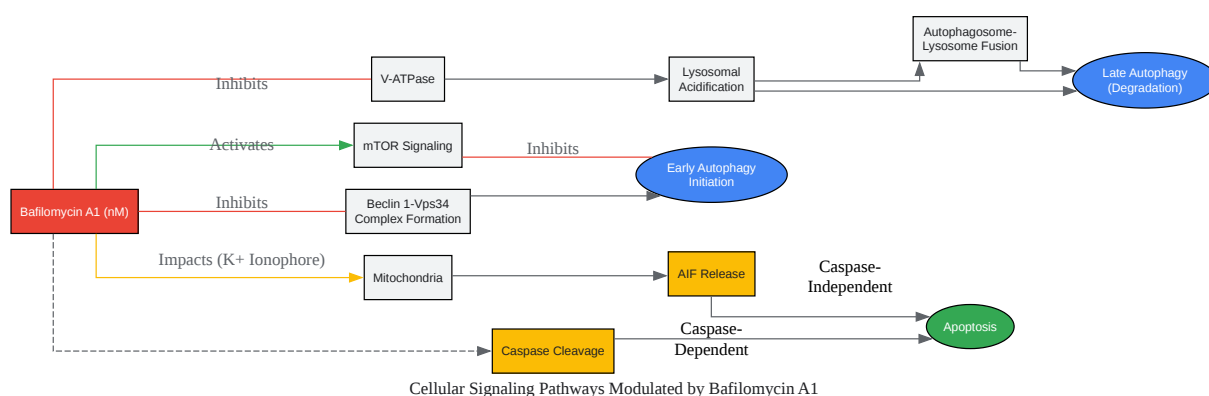 Autophagosome-
Lysosome Fusion
V-ATPase
Inhibits
Lysosomal
Acidification
Late Autophagy
(Degradation)
Activates
mTOR Signaling
Inhibits
Early Autophagy
Initiation
Bafilomycin A1 (nM)
Inhibits
Beclin 1-Vps34
Complex Formation
Impacts (K+ Ionophore)
Mitochondria
AIF Release
Caspase-
Independent
Apoptosis
Caspase Cleavage
Caspase-
Dependent
Cellular Signaling Pathways Modulated by Bafilomycin A1